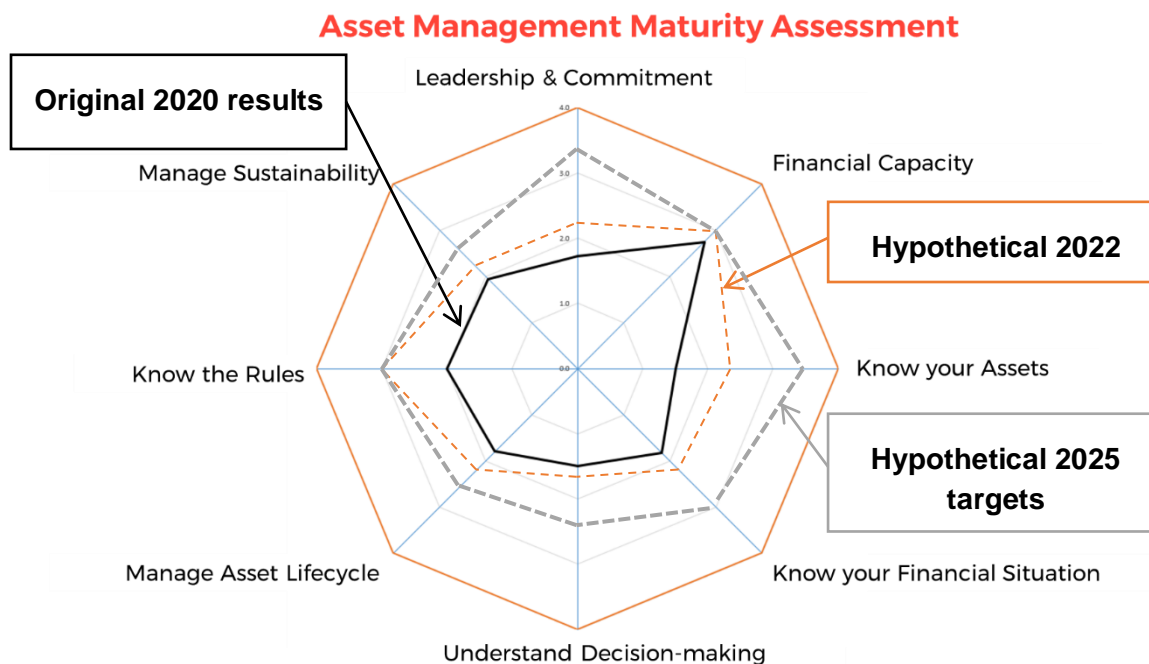 Asset Management Maturity Assessment
Leadership & Commitment
Original 2020 results
4.0
Financial Capacity
Manage Sustainability
3.0
Hypothetical 2022
2.0
1.0
Know the Rules
0.0
Know your Assets
Hypothetical 2025
targets
Manage Asset Lifecycle
Know your Financial Situation
Understand Decision-making